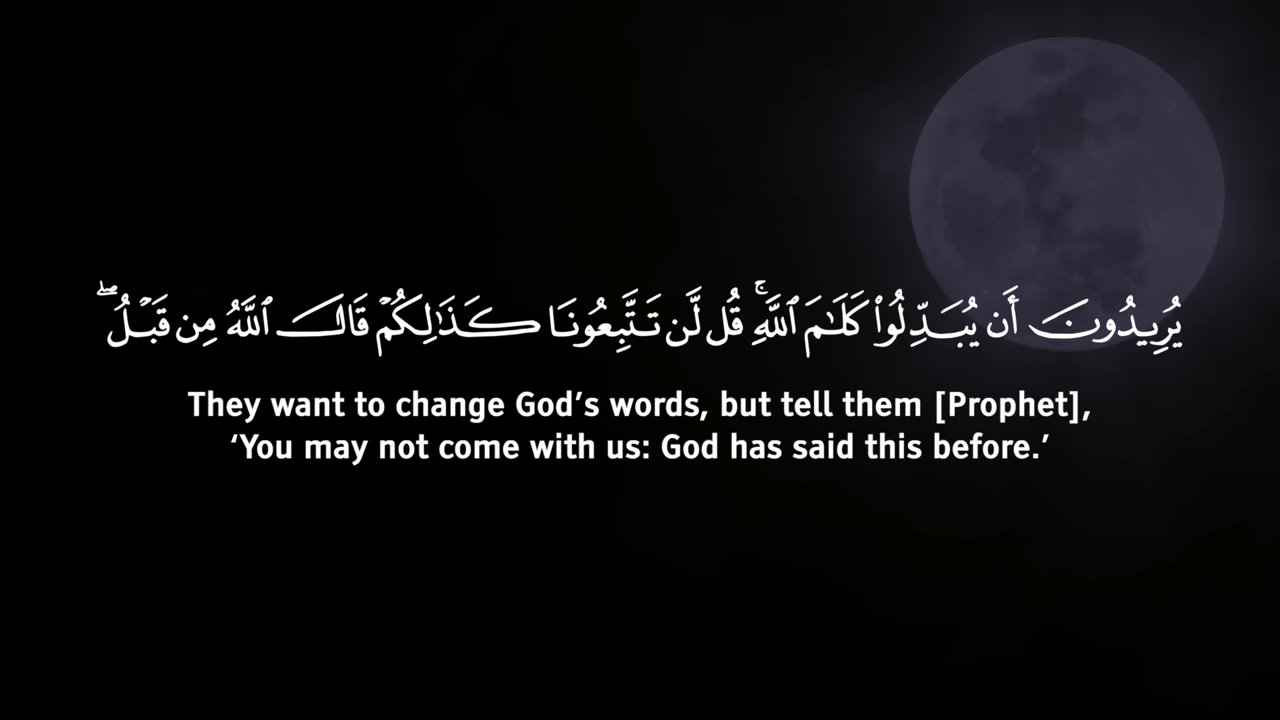 يُرِيدُونَ أَن يُبَدِّلُوا۟ كَلَـٰمَ ٱللَّهِ ۚ قُل لَّن تَتَّبِعُونَا كَذَٰلِكُمْ قَالَ ٱللَّهُ مِن قَبْلُ ۖ
They want to change God’s words, but tell them [Prophet],
‘You may not come with us: God has said this before.’